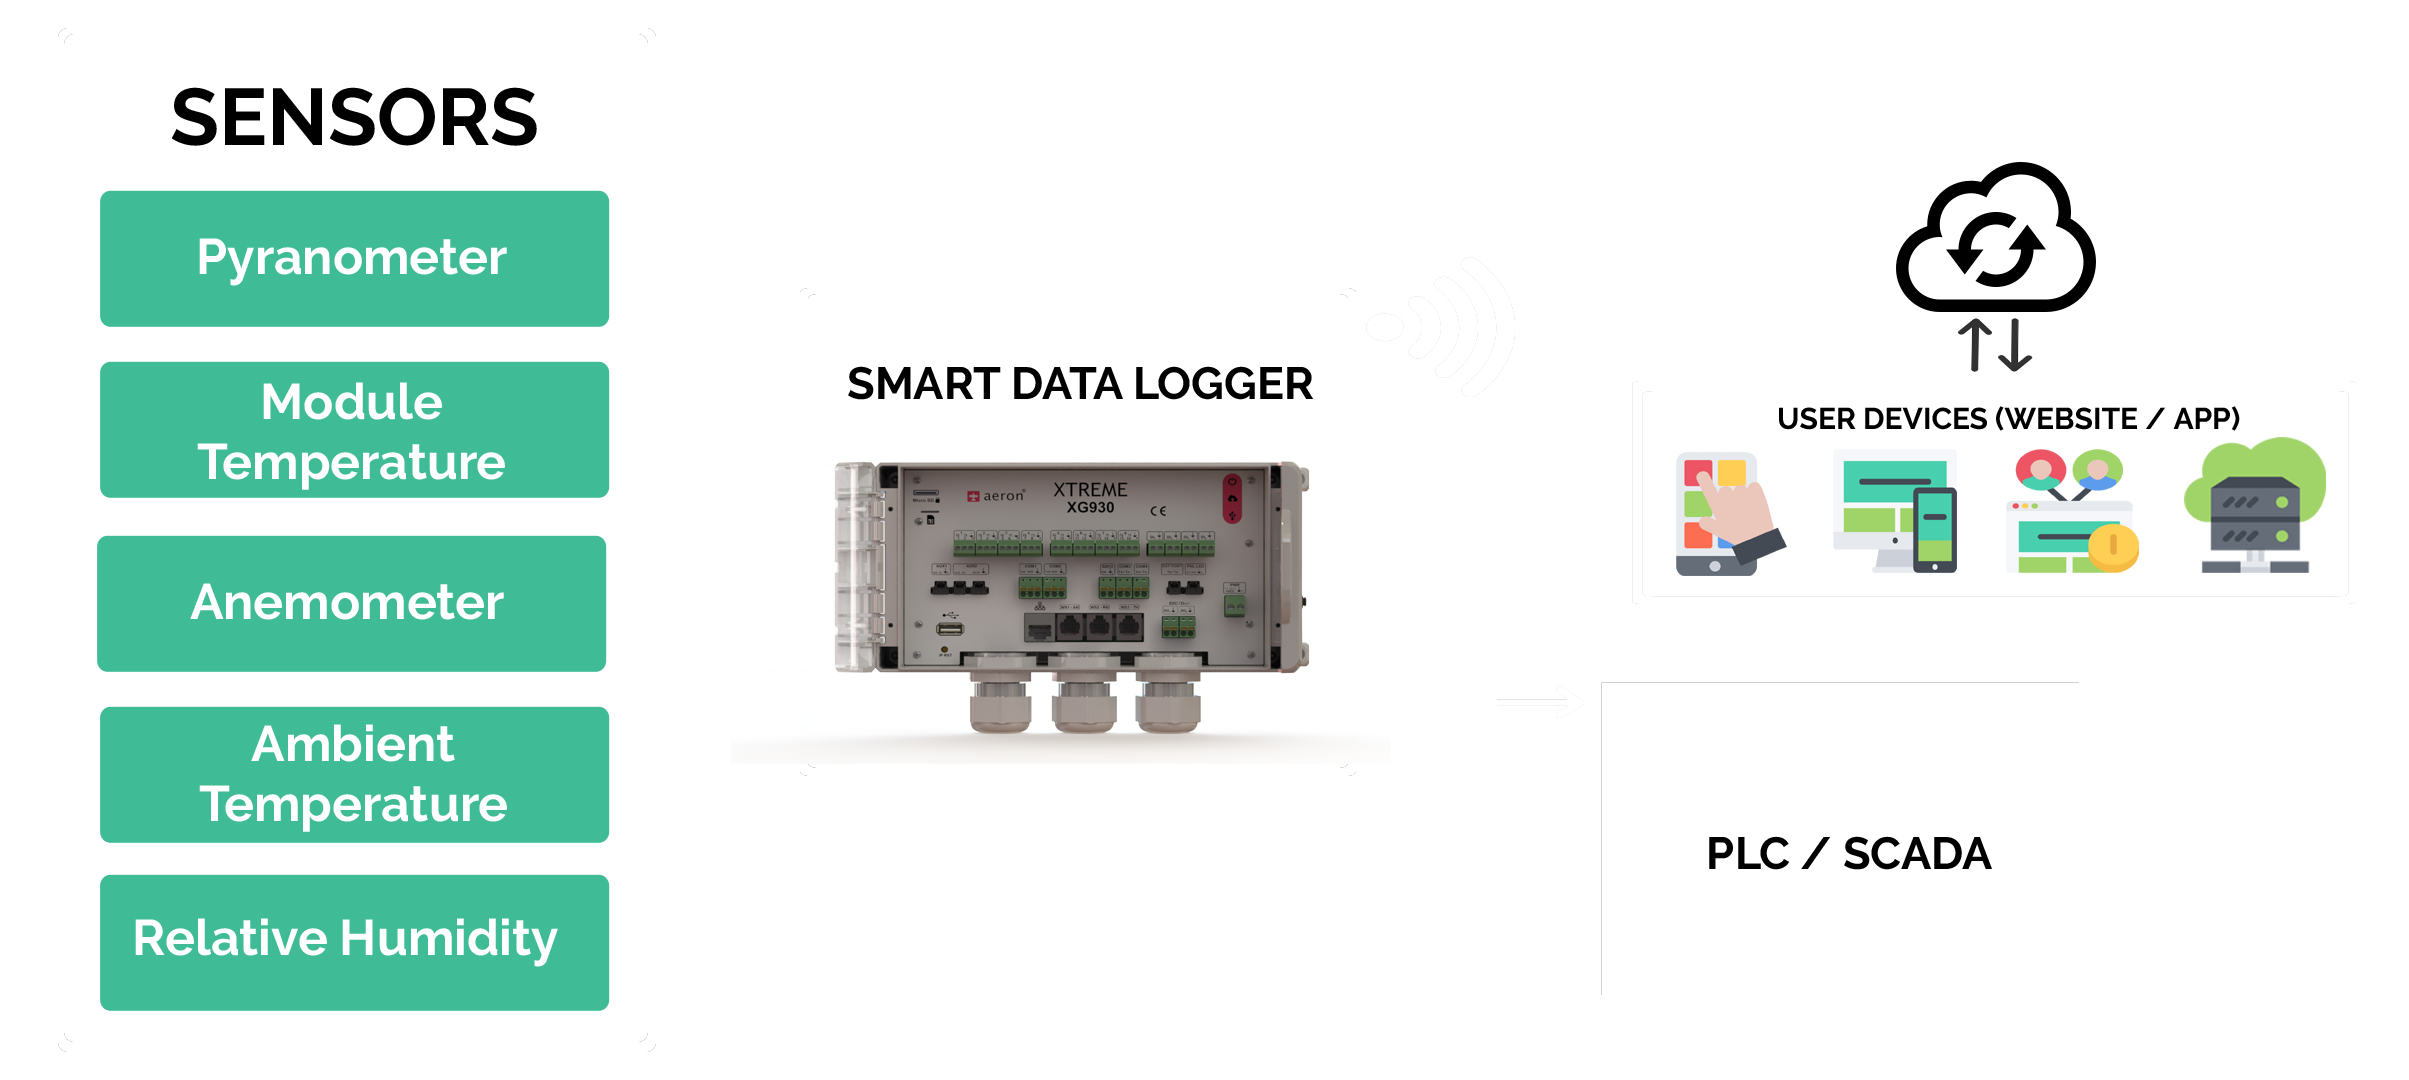 SENSORS
Pyranometer
Module
Temperature
Anemometer
Ambient
Temperature
Relative Humidity
SMART DATA LOGGER
aeron
XTREME
XG930
CE
USER DEVICES (WEBSITE / APP)
PLC / SCADA